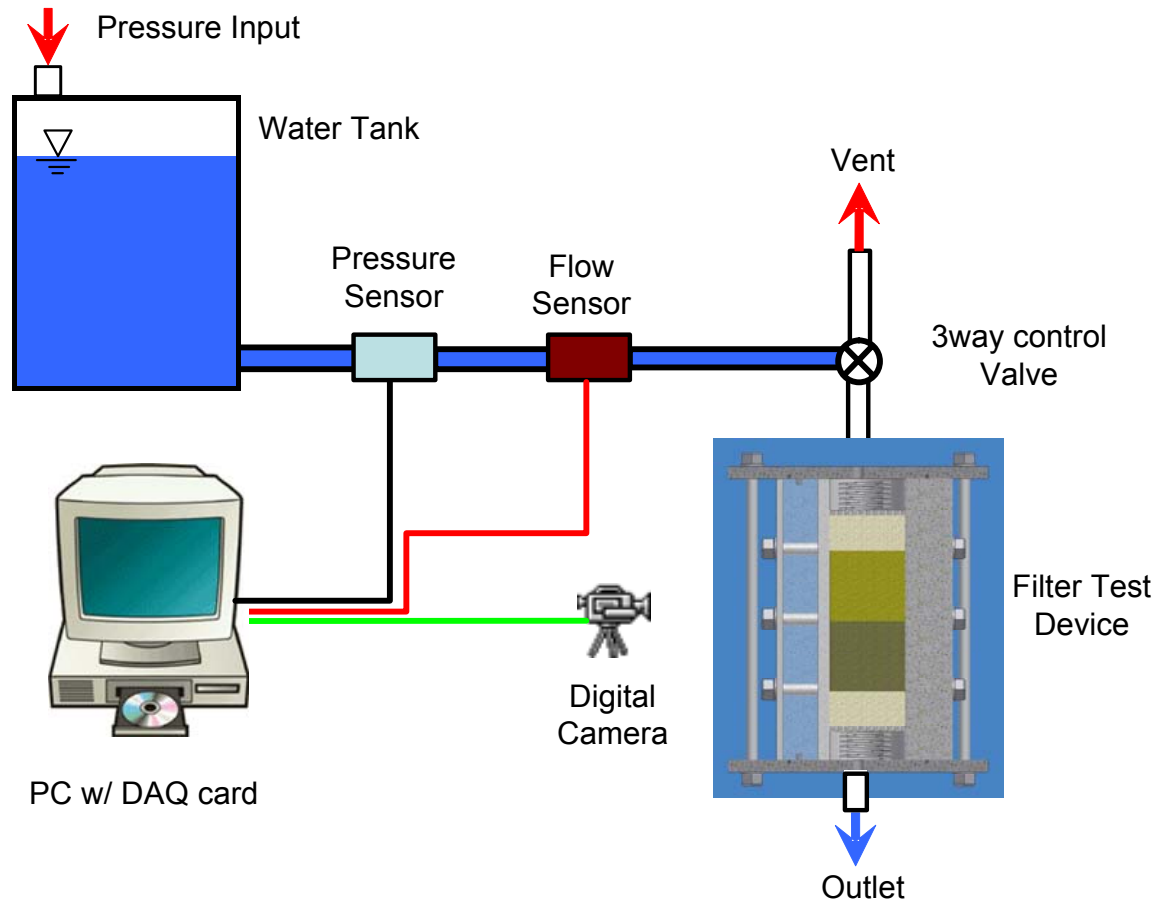 Pressure Input
Water Tank
Vent
Pressure
Sensor
Flow
Sensor
3way control
Valve
Filter Test
Device
Digital
Camera
PC w/ DAQ card
Outlet